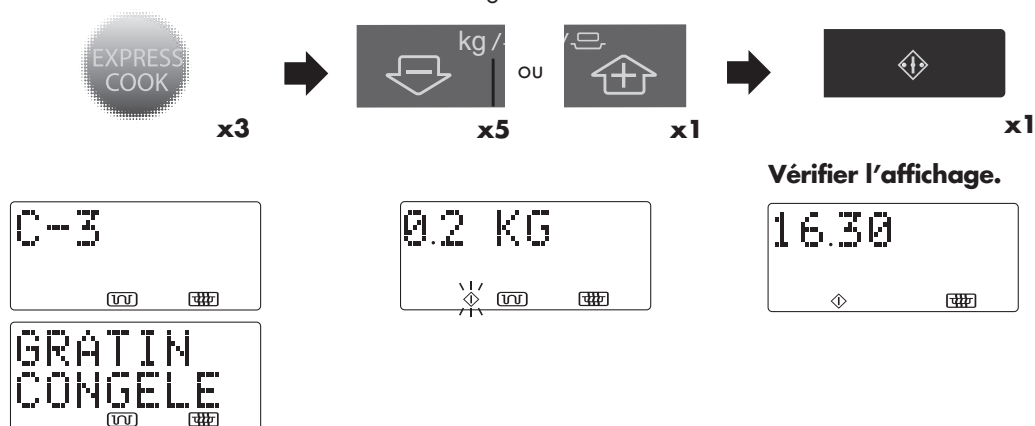 EXPRESS
COOK
x3
kg /
ou
x5
x1
x1
Vérifier l'affichage.
C-3
0.2 KG
16.30
GRATIN
CONGELE